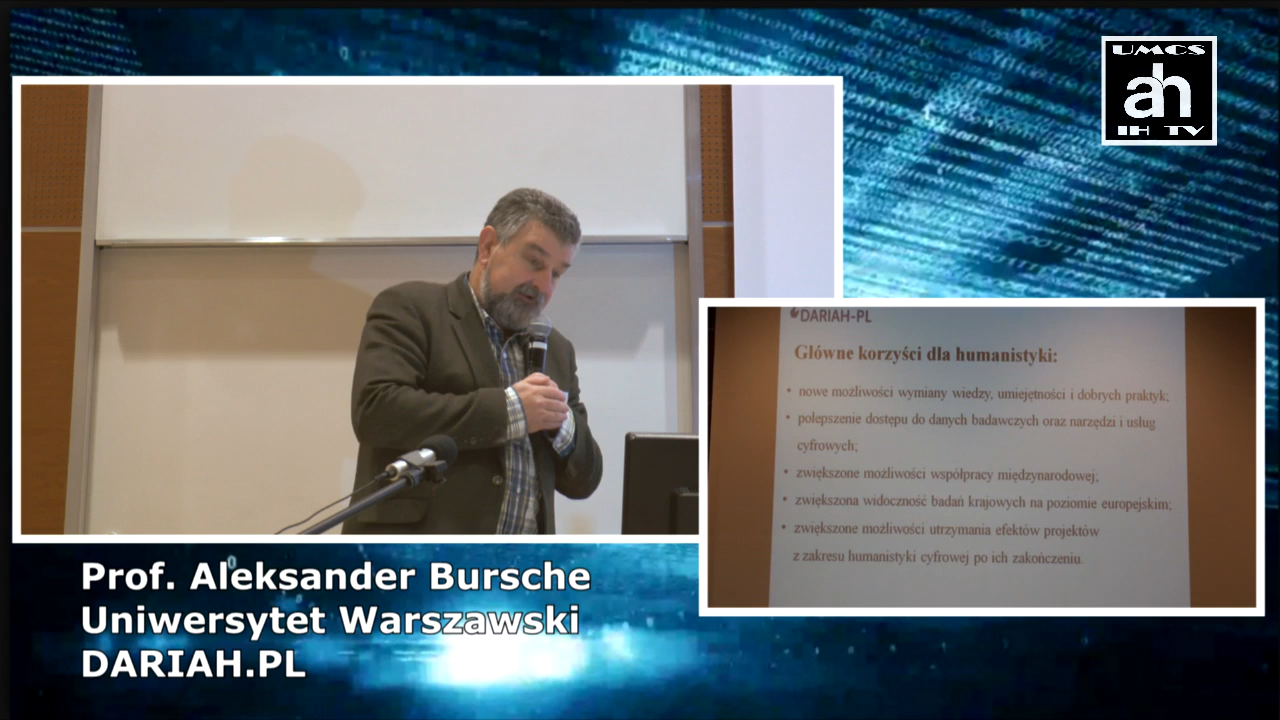 UMCS
ah
IH TV
DARIAH-PL
Główne korzyści dla humanistyki:
• nowe możliwości wymiany wiedzy, umiejętności i dobrych praktyk;
• polepszenie dostępu do danych badawczych oraz narzędzi i usług
cyfrowych;
• zwiększone możliwości współpracy międzynarodowej;
• zwiększona widoczność badań krajowych na poziomie europejskim;
• zwiększone możliwości utrzymania efektów projektów
z zakresu humanistyki cyfrowej po ich zakończeniu.
Prof. Aleksander Bursche
Uniwersytet Warszawski
DARIAH.PL